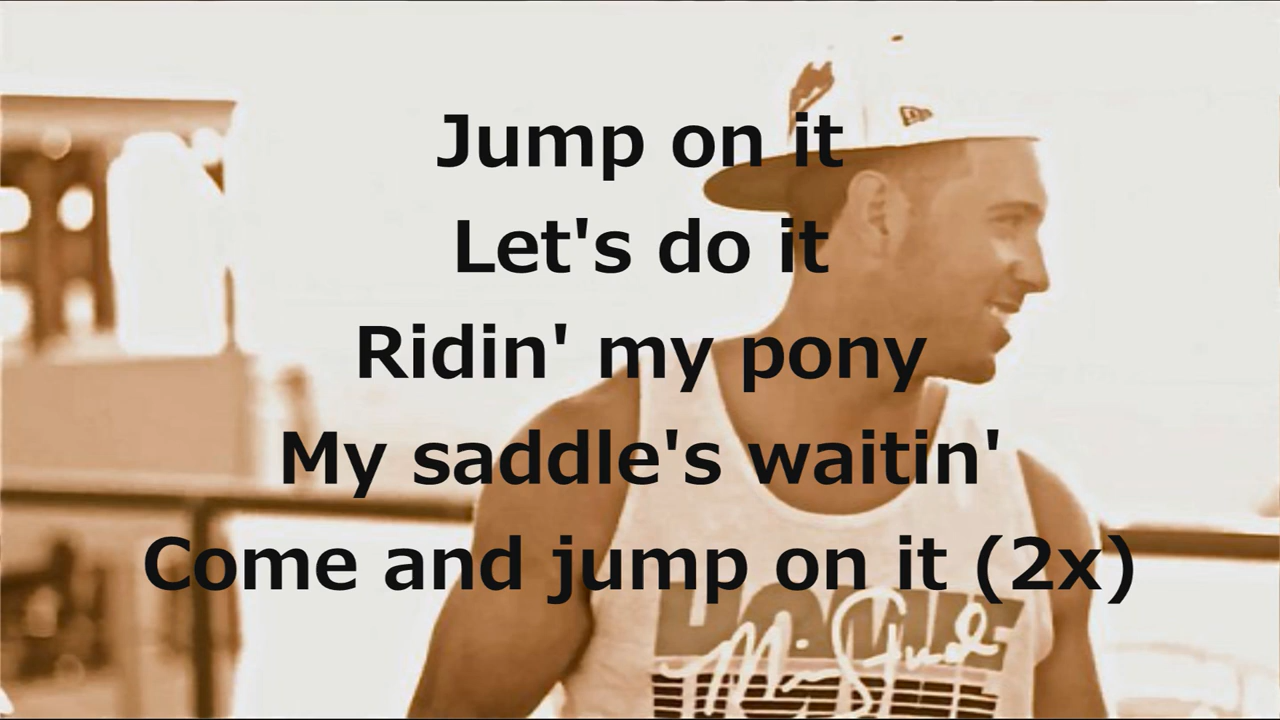 Jump on it
Let's do it
Ridin' my pony
My saddle's waitin'
Come and jump on it (2x)